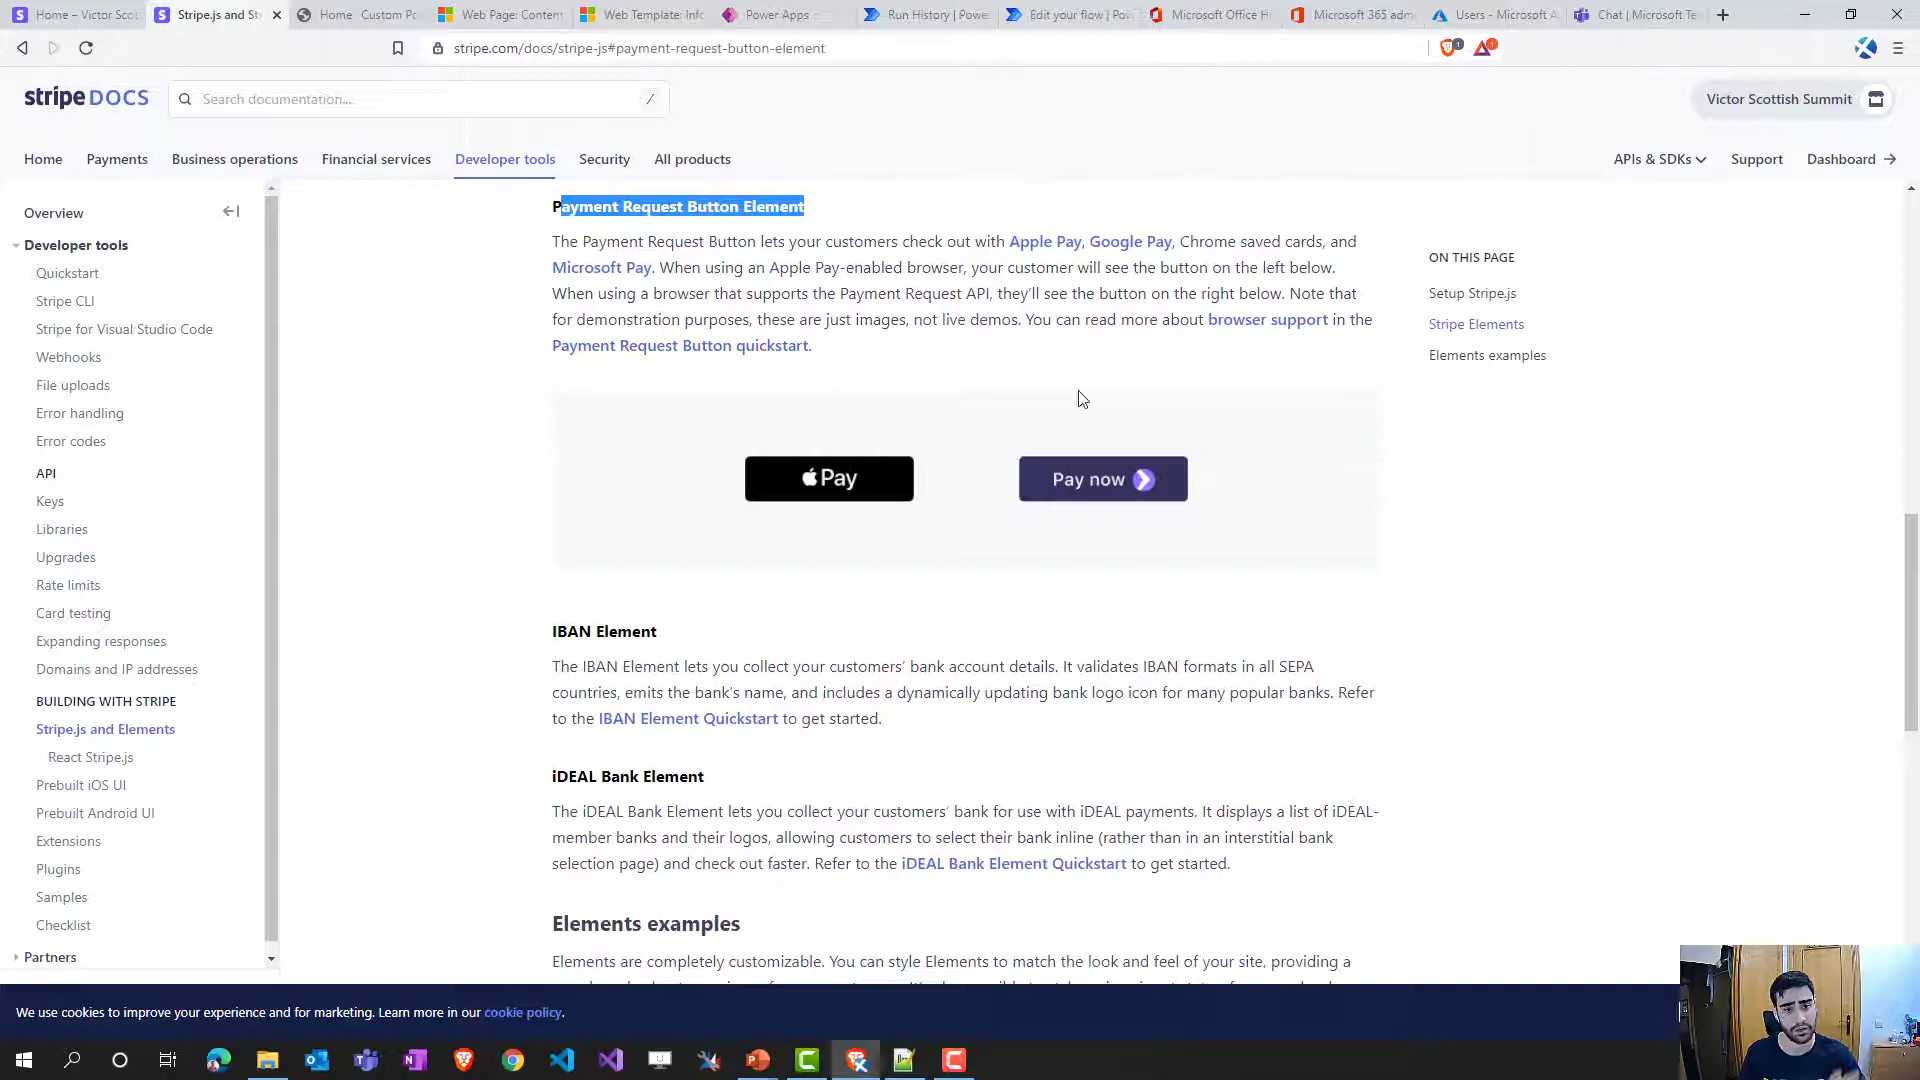 Home – Victor Scot
Stripe.js and St
Home Custom Po
Web Page: Content
Web Template: Inf
Power Apps
Run History | Powe
Edit your flow | Pow
Microsoft Office H
Microsoft 365 adm
Users - Microsoft A
Chat | Microsoft Te
stripe.com/docs/stripe-js#payment-request-button-element
1
1
stripe DOCS
Search documentation...
/
Victor Scottish Summit
Home
Payments
Business operations
Financial services
Developer tools
Security
All products
APIs & SDKs
Support
Dashboard
Overview
Developer tools
Quickstart
Stripe CLI
Stripe for Visual Studio Code
Webhooks
File uploads
Error handling
Error codes
API
Keys
Libraries
Upgrades
Rate limits
Card testing
Expanding responses
Domains and IP addresses
BUILDING WITH STRIPE
Stripe.js and Elements
React Stripe.js
Prebuilt iOS UI
Prebuilt Android UI
Extensions
Plugins
Samples
Checklist
Partners
Payment Request Button Element
The Payment Request Button lets your customers check out with Apple Pay, Google Pay, Chrome saved cards, and
Microsoft Pay. When using an Apple Pay-enabled browser, your customer will see the button on the left below.
When using a browser that supports the Payment Request API, they'll see the button on the right below. Note that
for demonstration purposes, these are just images, not live demos. You can read more about browser support in the
Payment Request Button quickstart.
Pay
Pay now
IBAN Element
The IBAN Element lets you collect your customers' bank account details. It validates IBAN formats in all SEPA
countries, emits the bank's name, and includes a dynamically updating bank logo icon for many popular banks. Refer
to the IBAN Element Quickstart to get started.
iDEAL Bank Element
The iDEAL Bank Element lets you collect your customers' bank for use with iDEAL payments. It displays a list of iDEAL-
member banks and their logos, allowing customers to select their bank inline (rather than in an interstitial bank
selection page) and check out faster. Refer to the iDEAL Bank Element Quickstart to get started.
Elements examples
Elements are completely customizable. You can style Elements to match the look and feel of your site, providing a
ON THIS PAGE
Setup Stripe.js
Stripe Elements
Elements examples
We use cookies to improve your experience and for marketing. Learn more in our cookie policy.